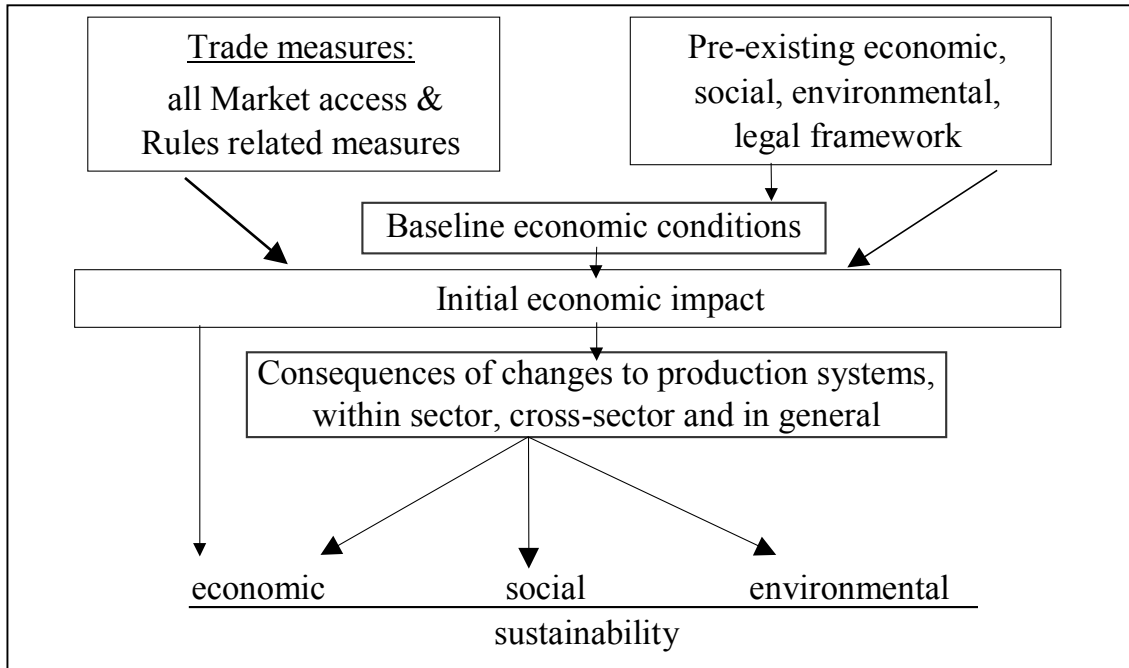 Trade measures:
all Market access &
Rules related measures
Pre-existing economic,
social, environmental,
legal framework
Baseline economic conditions
Initial economic impact
Consequences of changes to production systems,
within sector, cross-sector and in general
economic social environmental
sustainability